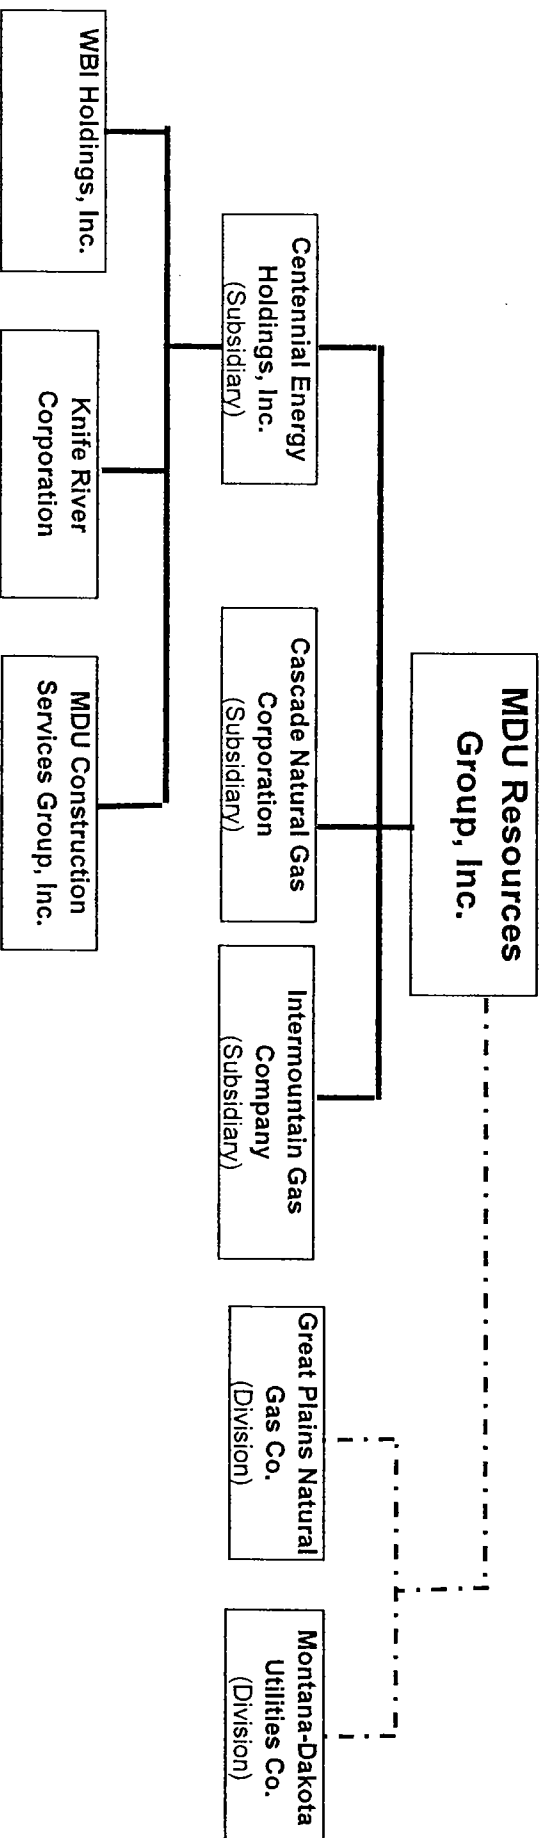 MDU Resources
Group, Inc.
Centennial Energy
Holdings, Inc.
(Subsidiary)
Cascade Natural Gas
Corporation
(Subsidiary)
Intermountain Gas
Company
(Subsidiary)
Great Plains Natural
Gas Co.
(Division)
Montana-Dakota
Utilities Co.
(Division)
WBI Holdings, Inc.
Knife River
Corporation
MDU Construction
Services Group, Inc.